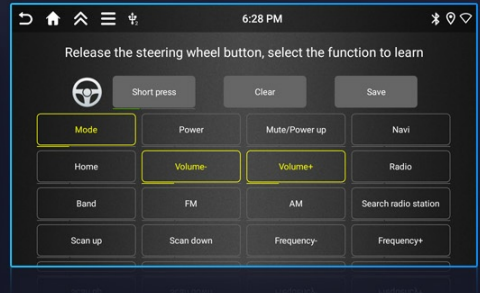 6:28 PM
Release the steering wheel button, select the function to learn
Short press Clear Save
Mode Power Mute/Power up Navi
Home Volume- Volume+ Radio
Band FM AM Search radio station
Scan up Scan down Frequency- Frequency+